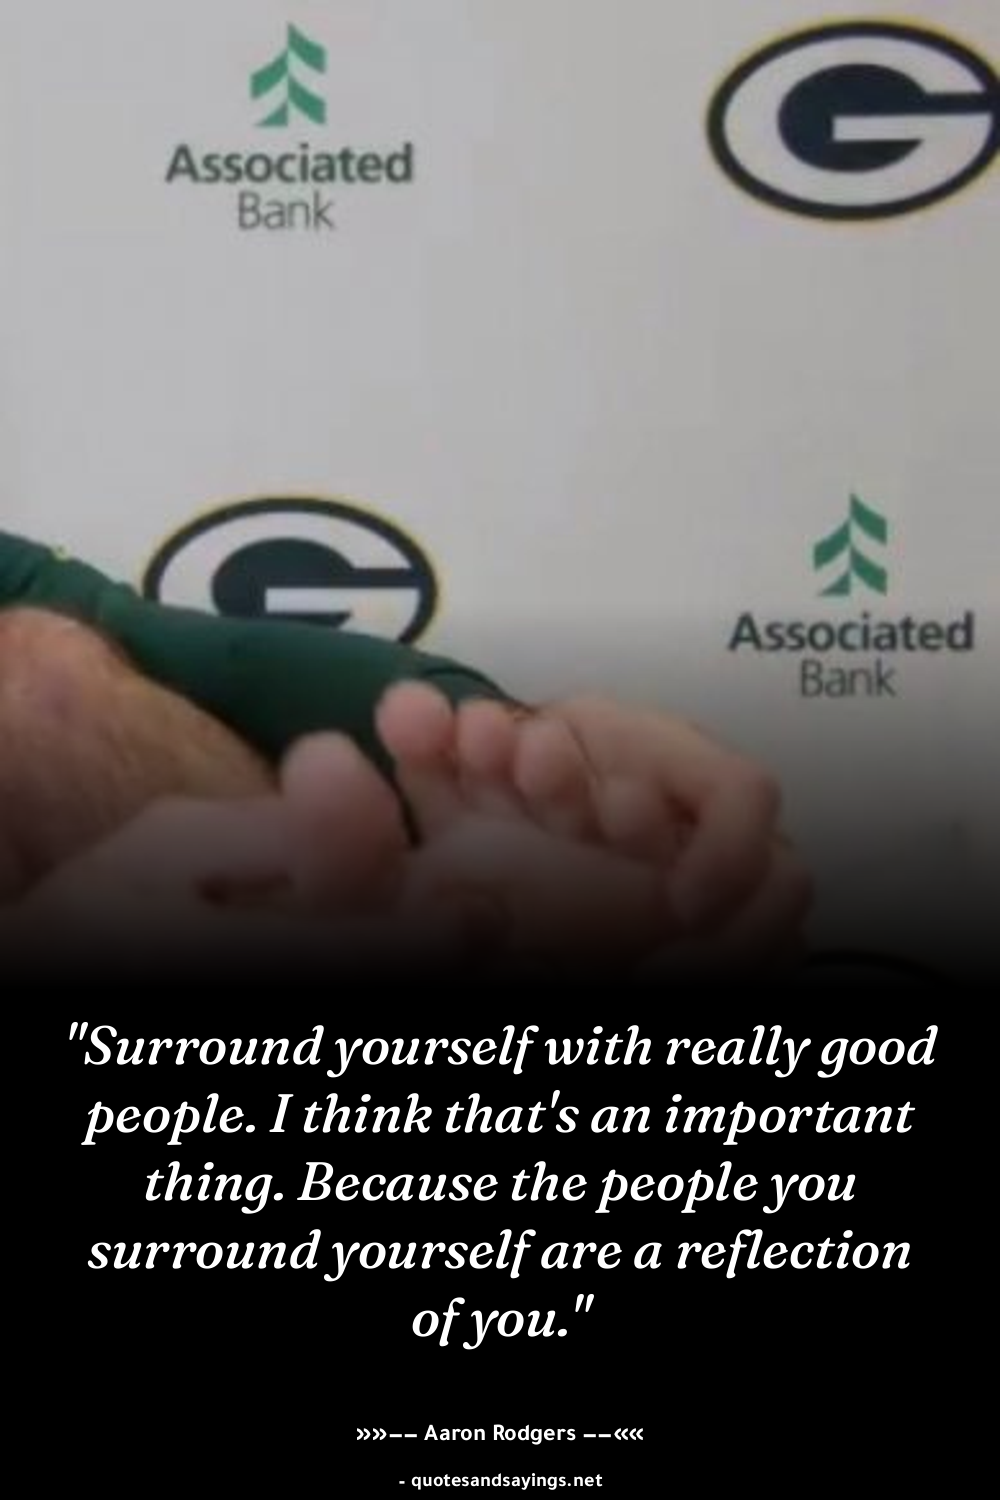 Associated
Bank
G
G
Associated
Bank
"Surround yourself with really good
people. I think that's an important
thing. Because the people you
surround yourself are a reflection
of you."
»»−− Aaron Rodgers −−««
- quotesandsayings.net